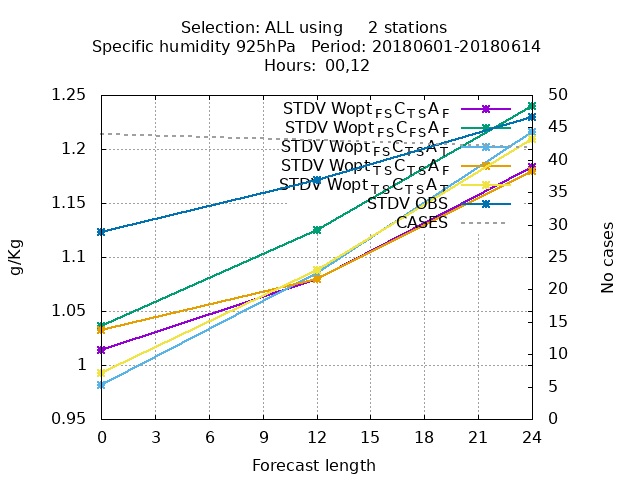 Selection: ALL using 2 stations
Specific humidity 925hPa Period: 20180601-20180614
Hours: 00,12
1.25
1.2
1.15
1.1
1.05
1
0.95
g/Kg
STDV Wopt_FS C_TS A_F
STDV Wopt_FS C_FS A_F
STDV Wopt_FS C_TS A_T
STDV Wopt_TS C_TS A_F
STDV Wopt_TS C_TS A_T
STDV OBS
CASES
50
45
40
35
30
25
20
15
10
5
0
No cases
0 3 6 9 12 15 18 21 24
Forecast length